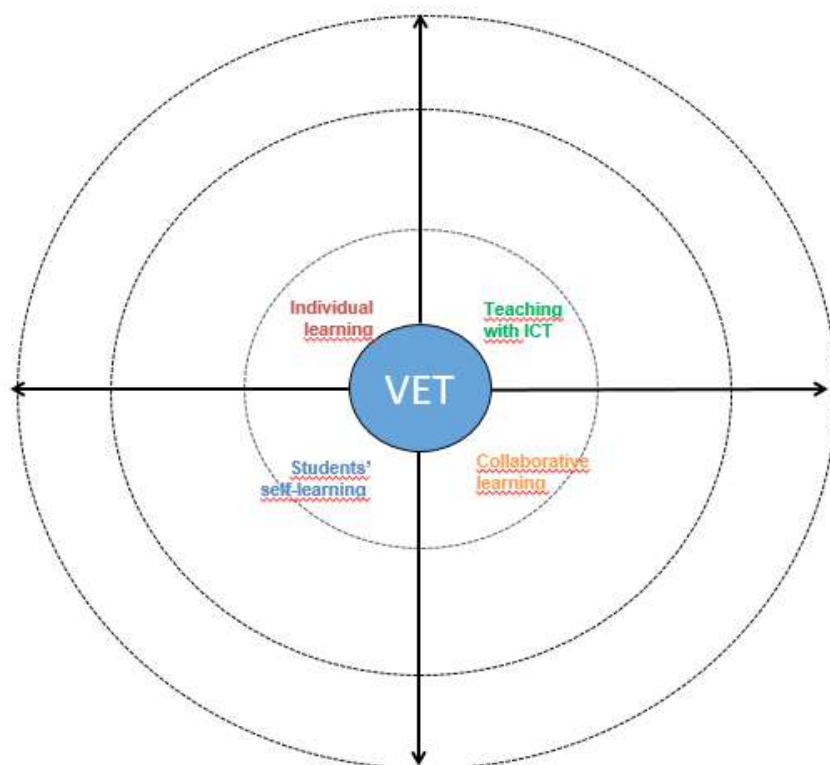 Individual
learning
Teaching
with ICT
VET
Students’
self-learning
Collaborative
learning